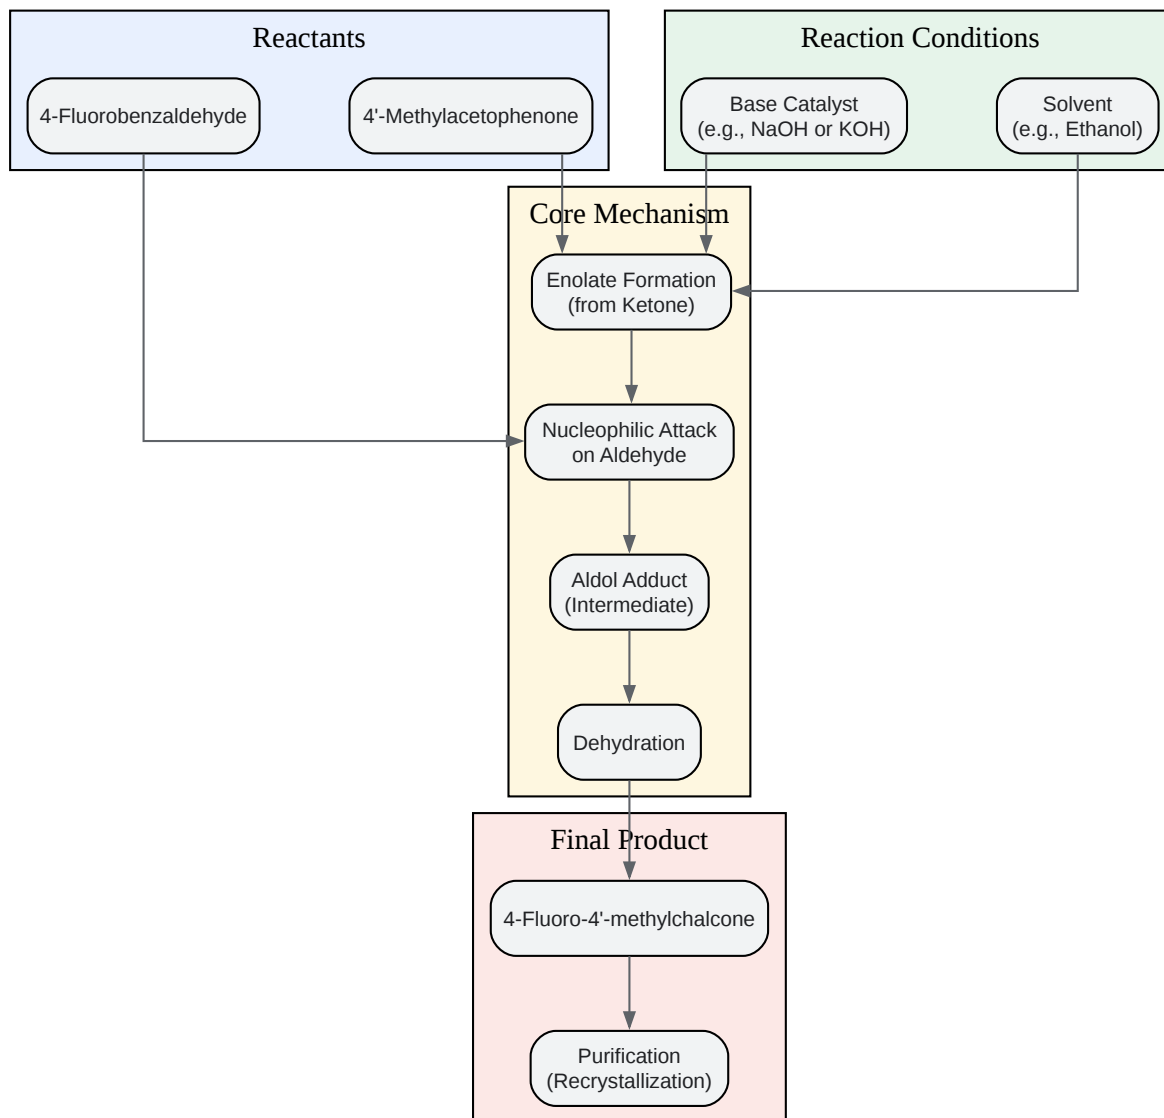 Reactants
Reaction Conditions
4-Fluorobenzaldehyde
4'-Methylacetophenone
Base Catalyst
(e.g., NaOH or KOH)
Solvent
(e.g., Ethanol)
Core Mechanism
Enolate Formation
(from Ketone)
Nucleophilic Attack
on Aldehyde
Aldol Adduct
(Intermediate)
Dehydration
Final Product
4-Fluoro-4'-methylchalcone
Purification
(Recrystallization)